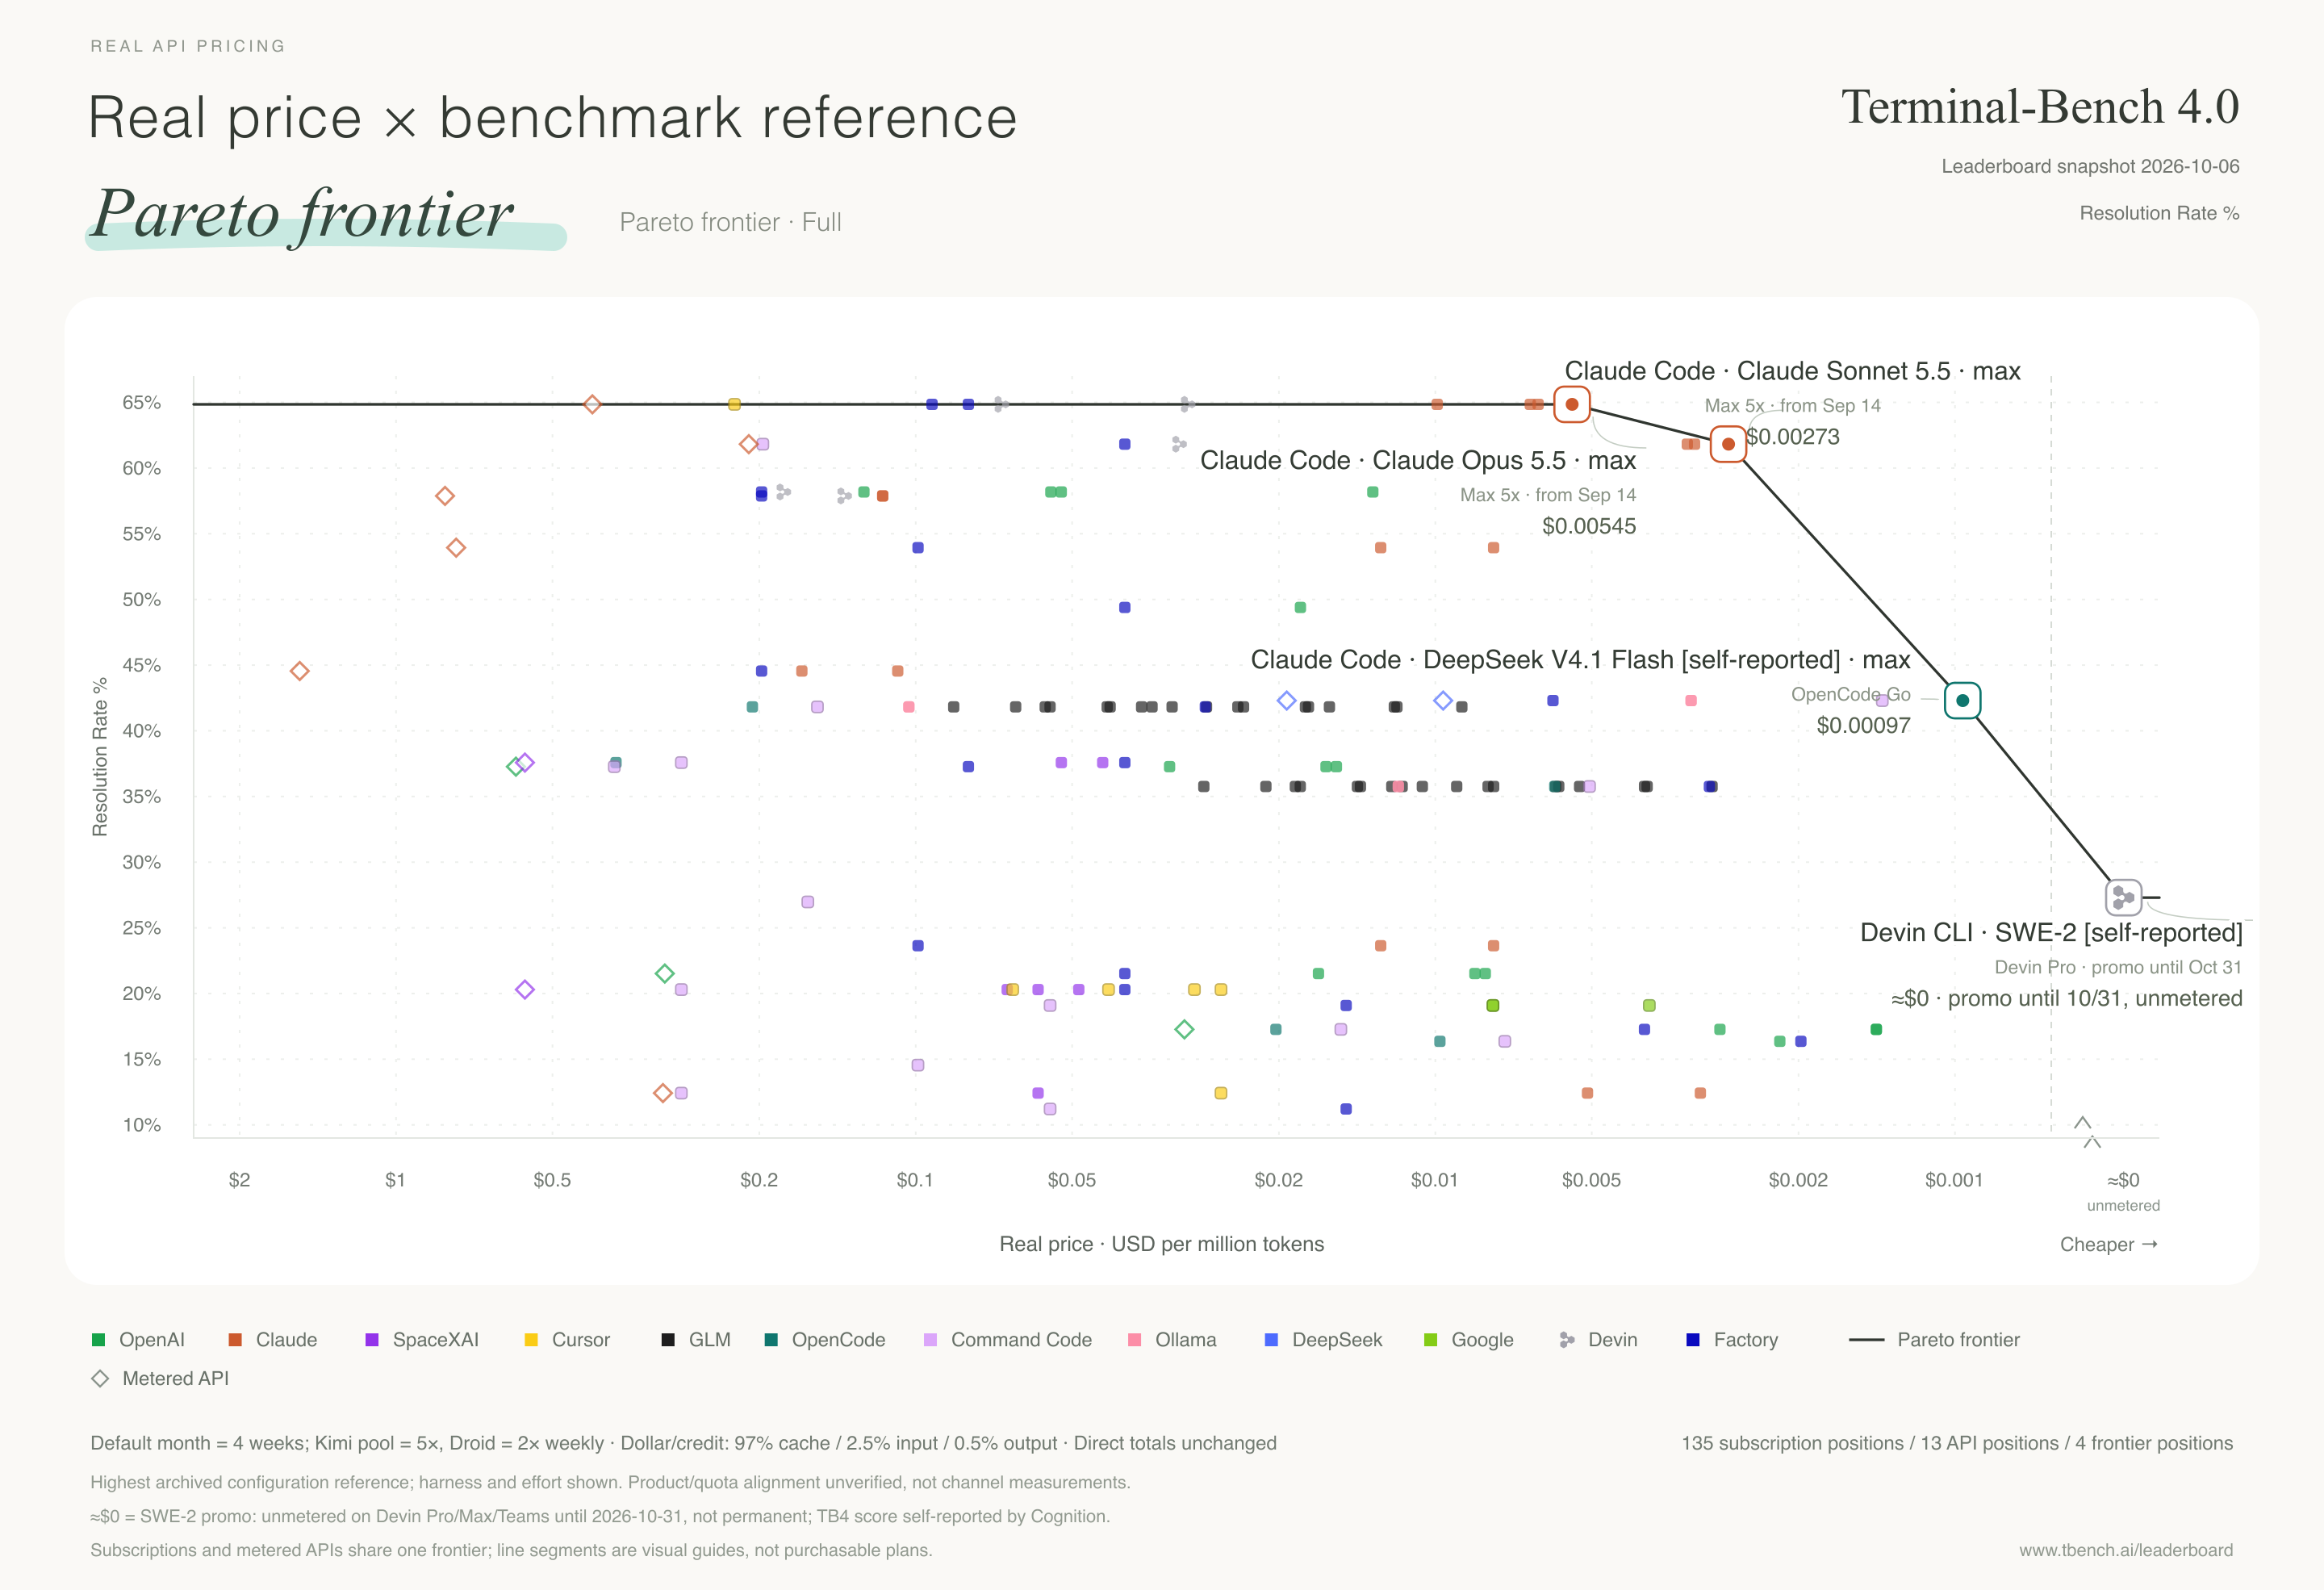 REAL API PRICING
Real price × benchmark reference
Terminal-Bench 4.0
Leaderboard snapshot 2026-10-06
Pareto frontier
Pareto frontier · Full
Resolution Rate %
Claude Code · Claude Sonnet 5.5 · max
Max 5x · from Sep 14
$0.00273
Claude Code · Claude Opus 5.5 · max
Max 5x · from Sep 14
$0.00545
Claude Code · DeepSeek V4.1 Flash [self-reported] · max
OpenCode Go
$0.00097
Devin CLI · SWE-2 [self-reported]
Devin Pro · promo until Oct 31
≈$0 · promo until 10/31, unmetered
Resolution Rate %
65%
60%
55%
50%
45%
40%
35%
30%
25%
20%
15%
10%
$2 $1 $0.5 $0.2 $0.1 $0.05 $0.02 $0.01 $0.005 $0.002 $0.001 ≈$0
unmetered
Real price · USD per million tokens
Cheaper →
OpenAI Claude SpaceXAI Cursor GLM OpenCode Command Code Ollama DeepSeek Google Devin Factory Pareto frontier
Metered API
Default month = 4 weeks; Kimi pool = 5×, Droid = 2× weekly · Dollar/credit: 97% cache / 2.5% input / 0.5% output · Direct totals unchanged
135 subscription positions / 13 API positions / 4 frontier positions
Highest archived configuration reference; harness and effort shown. Product/quota alignment unverified, not channel measurements.
≈$0 = SWE-2 promo: unmetered on Devin Pro/Max/Teams until 2026-10-31, not permanent; TB4 score self-reported by Cognition.
Subscriptions and metered APIs share one frontier; line segments are visual guides, not purchasable plans.
www.tbench.ai/leaderboard